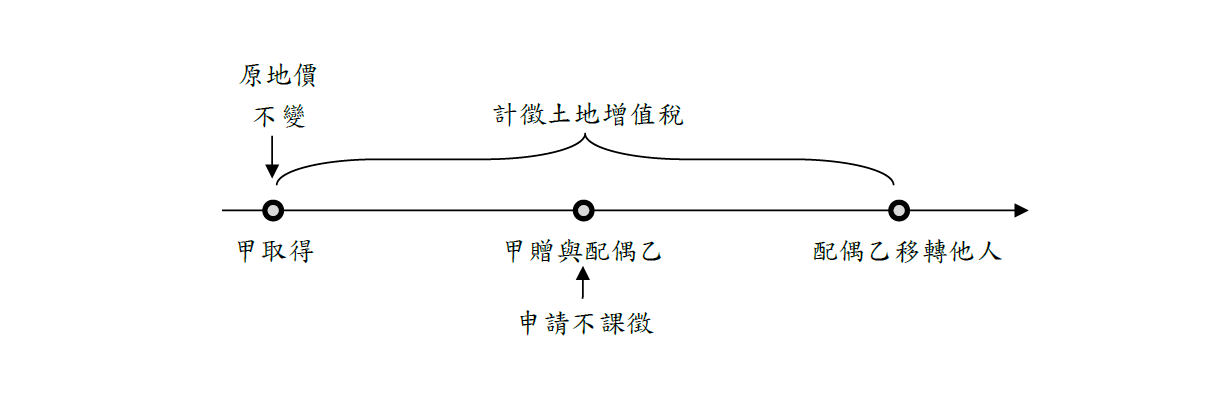 原地價
不變
計徵土地增值稅
甲取得
甲贈與配偶乙
配偶乙移轉他人
申請不課徵